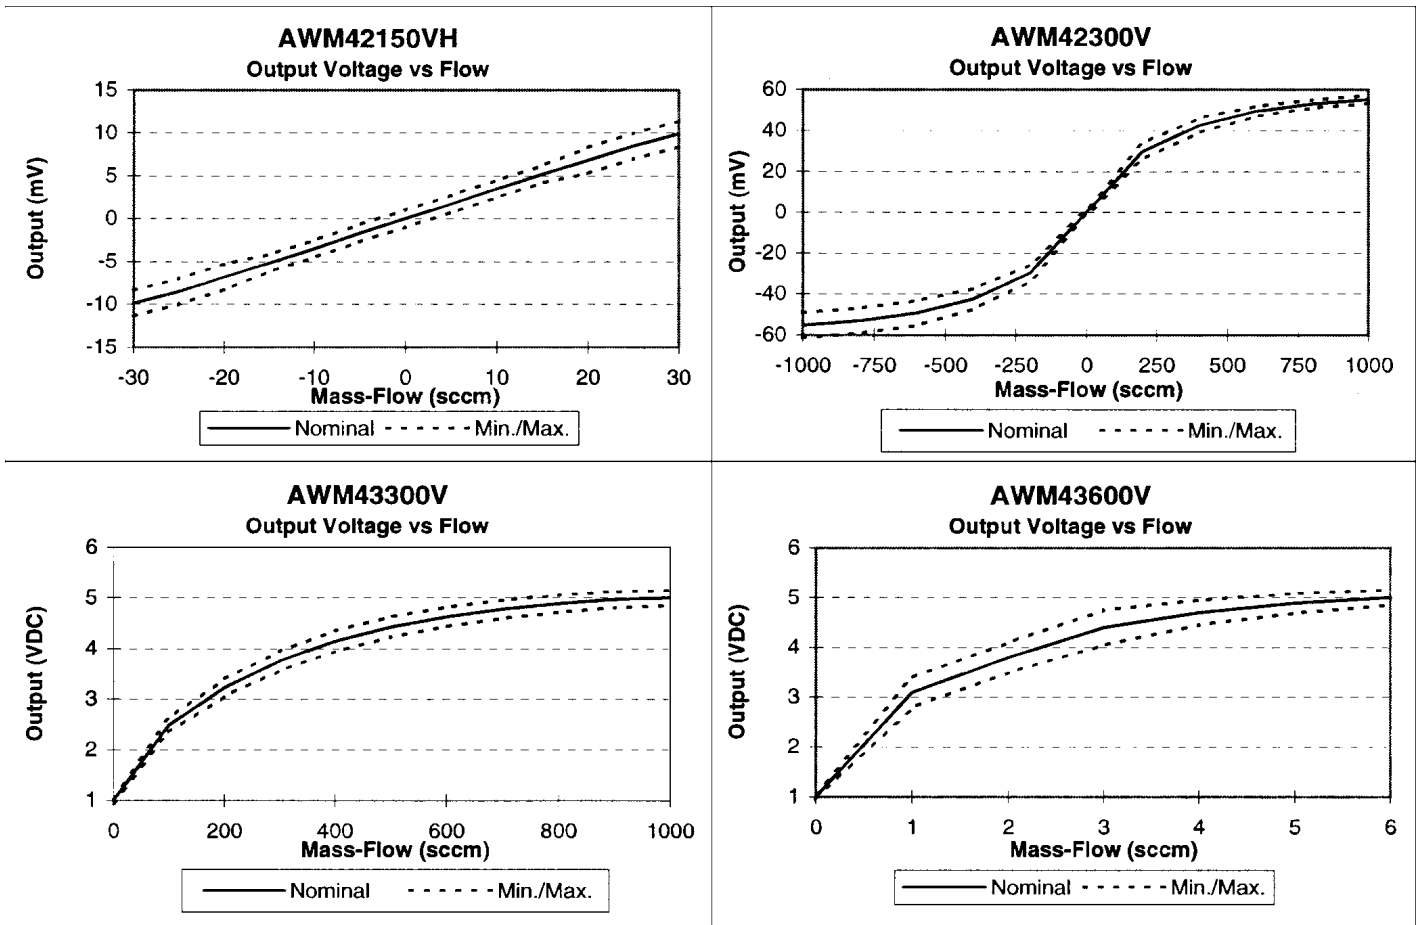 AWM42150VH
Output Voltage vs Flow
15
10
5
0
-5
-10
-15
Output (mV)
-30 -20 -10 0 10 20 30
Mass-Flow (sccm)
Nominal Min./Max.
AWM42300V
Output Voltage vs Flow
60
40
20
0
-20
-40
-60
Output (mV)
-1000 -750 -500 -250 0 250 500 750 1000
Mass-Flow (sccm)
Nominal Min./Max.
AWM43300V
Output Voltage vs Flow
6
5
4
3
2
1
Output (VDC)
0 200 400 600 800 1000
Mass-Flow (sccm)
Nominal Min./Max.
AWM43600V
Output Voltage vs Flow
6
5
4
3
2
1
Output (VDC)
0 1 2 3 4 5 6
Mass-Flow (sccm)
Nominal Min./Max.